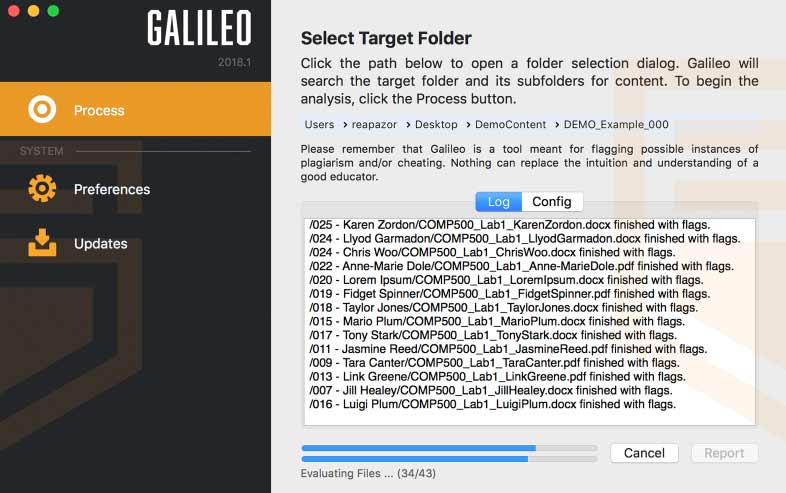 GALILEO
2018.1
Process
SYSTEM
Preferences
Updates
Select Target Folder
Click the path below to open a folder selection dialog. Galileo will
search the target folder and its subfolders for content. To begin the
analysis, click the Process button.
Users > reapazor > Desktop > DemoContent > DEMO_Example_000
Please remember that Galileo is a tool meant for flagging possible instances of
plagiarism and/or cheating. Nothing can replace the intuition and understanding of a
good educator.
Log Config
/025 - Karen Zordon/COMP500_Lab1_KarenZordon.docx finished with flags.
/024 - Llyod Garmadon/COMP500_Lab1_LlyodGarmadon.docx finished with flags.
/024 - Chris Woo/COMP500_Lab1_ChrisWoo.docx finished with flags.
/022 - Anne-Marie Dole/COMP500_Lab1_Anne-MarieDole.pdf finished with flags.
/020 - Lorem Ipsum/COMP500_Lab1_LoremIpsum.docx finished with flags.
/019 - Fidget Spinner/COMP500_Lab1_FidgetSpinner.pdf finished with flags.
/018 - Taylor Jones/COMP500_Lab1_TaylorJones.docx finished with flags.
/015 - Mario Plum/COMP500_Lab1_MarioPlum.docx finished with flags.
/017 - Tony Stark/COMP500_Lab1_TonyStark.docx finished with flags.
/011 - Jasmine Reed/COMP500_Lab1_JasmineReed.pdf finished with flags.
/009 - Tara Canter/COMP500_Lab1_TaraCanter.pdf finished with flags.
/013 - Link Greene/COMP500_Lab1_LinkGreene.pdf finished with flags.
/007 - Jill Healey/COMP500_Lab1_JillHealey.docx finished with flags.
/016 - Luigi Plum/COMP500_Lab1_LuigiPlum.docx finished with flags.
Cancel Report
Evaluating Files ... (34/43)